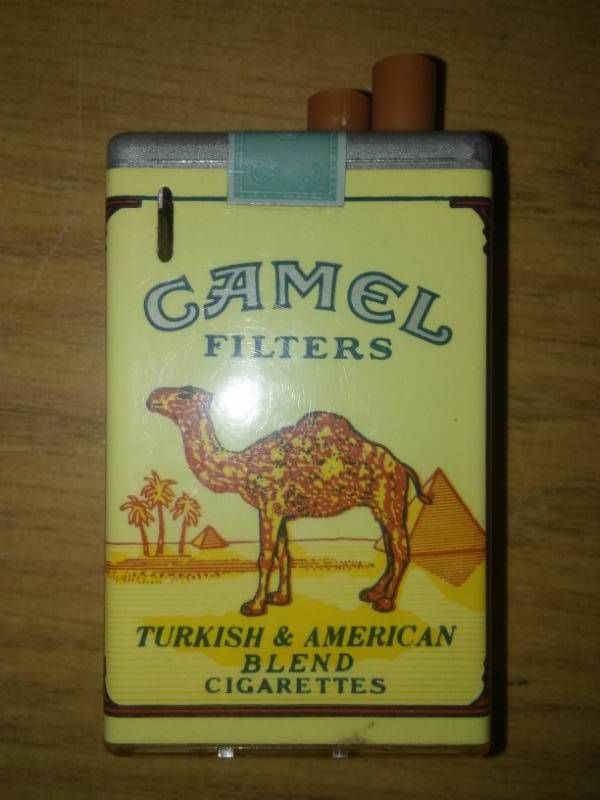 CAMEL
FILTERS
TURKISH & AMERICAN
BLEND
CIGARETTES